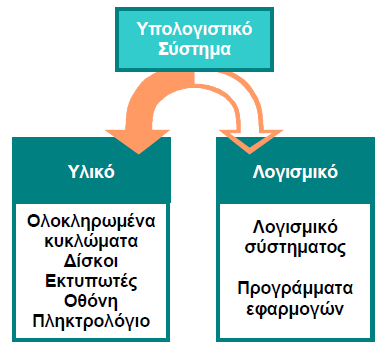 Υπολογιστικό
Σύστημα
Υλικό
Ολοκληρωμένα
κυκλώματα
Δίσκοι
Εκτυπωτές
Οθόνη
Πληκτρολόγιο
Λογισμικό
Λογισμικό
σύστηματος
Προγράμματα
εφαρμογών